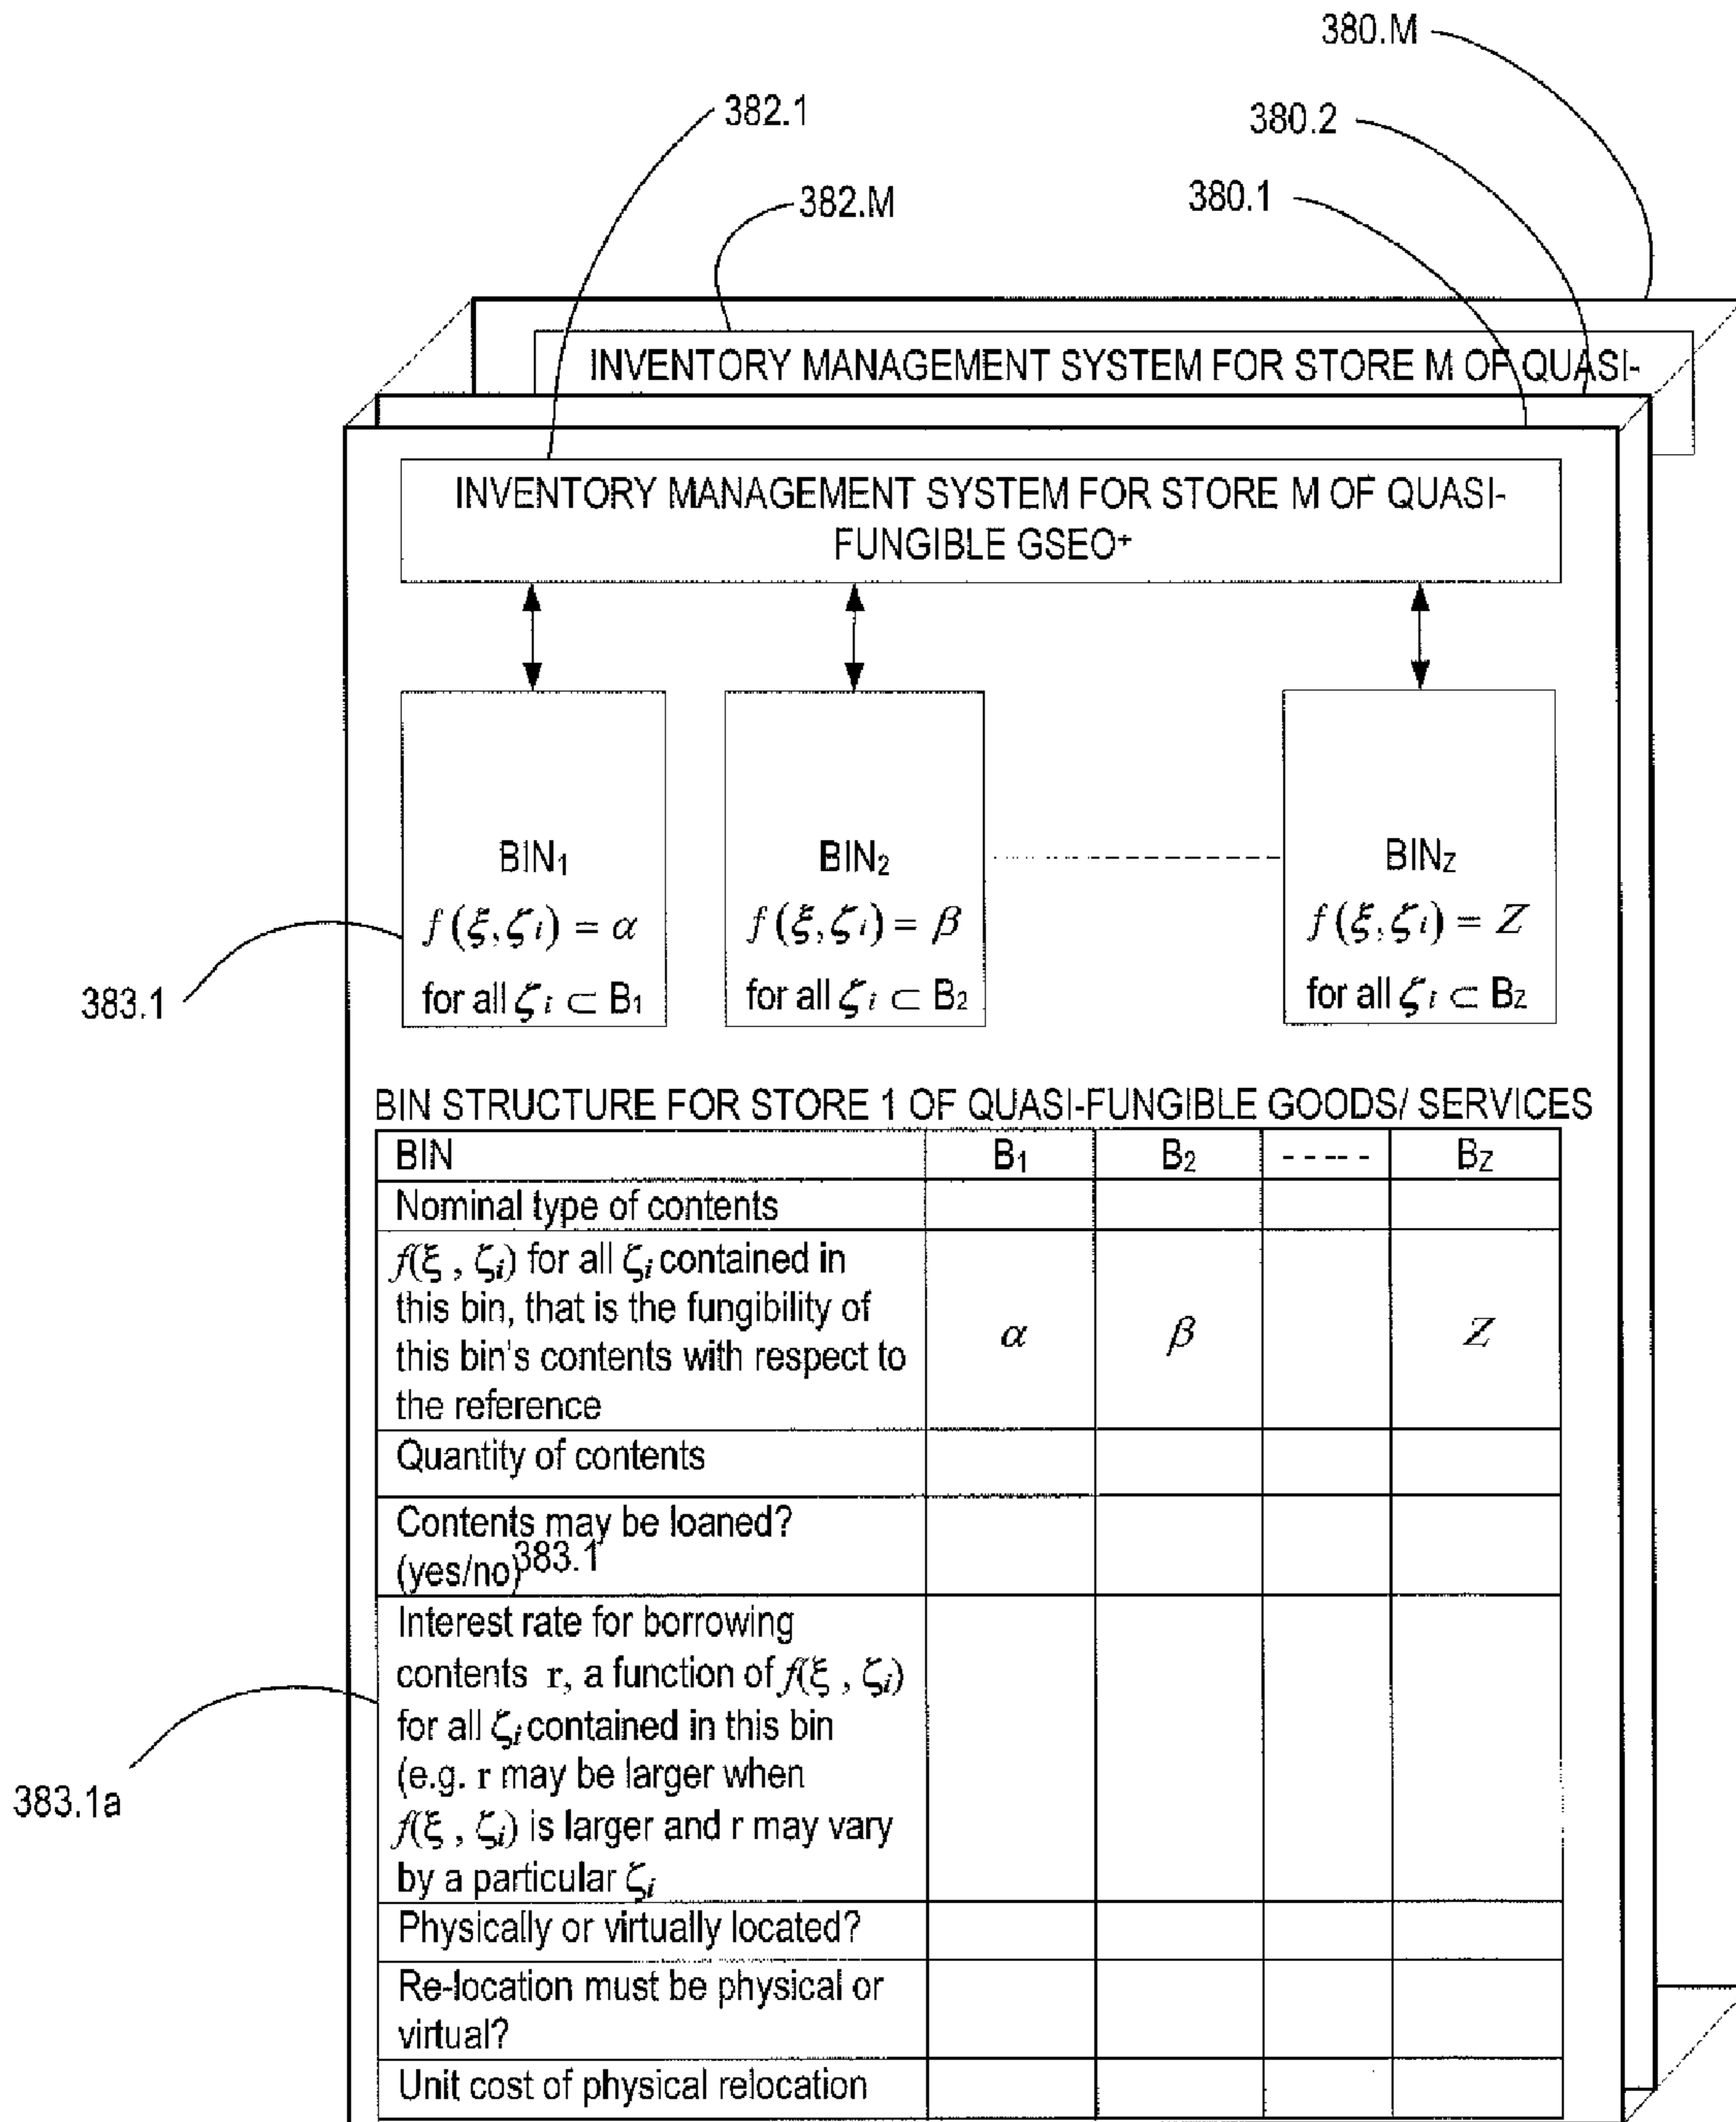 380.M
382.1
380.2
382.M
380.1
INVENTORY MANAGEMENT SYSTEM FOR STORE M OF QUASI-
INVENTORY MANAGEMENT SYSTEM FOR STORE M OF QUASI-
FUNGIBLE GSEO+
BIN₁
f(ξ,ζi) = α
for all ζi ⊂ B₁
BIN₂
f(ξ,ζi) = β
for all ζi ⊂ B₂
BINZ
f(ξ,ζi) = Z
for all ζi ⊂ BZ
383.1
BIN STRUCTURE FOR STORE 1 OF QUASI-FUNGIBLE GOODS/ SERVICES
BIN B₁ B₂ ----- BZ
Nominal type of contents
f(ξ , ζi) for all ζi contained in
this bin, that is the fungibility of
this bin's contents with respect to
the reference
α β Z
Quantity of contents
Contents may be loaned?
(yes/no)
383.1
Interest rate for borrowing
contents r, a function of f(ξ , ζi)
for all ζi contained in this bin
(e.g. r may be larger when
f(ξ , ζi) is larger and r may vary
by a particular ζi
383.1a
Physically or virtually located?
Re-location must be physical or
virtual?
Unit cost of physical relocation